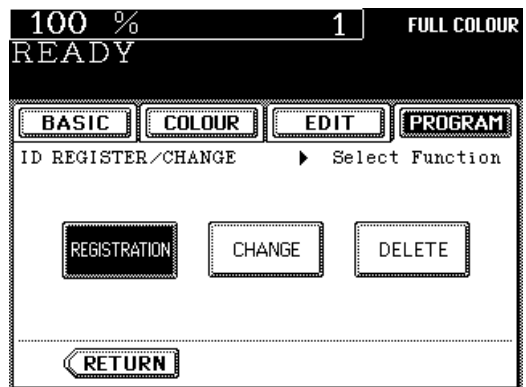 100 % 1 FULL COLOUR
READY
BASIC COLOUR EDIT PROGRAM
ID REGISTER/CHANGE ▶ Select Function
REGISTRATION CHANGE DELETE
RETURN